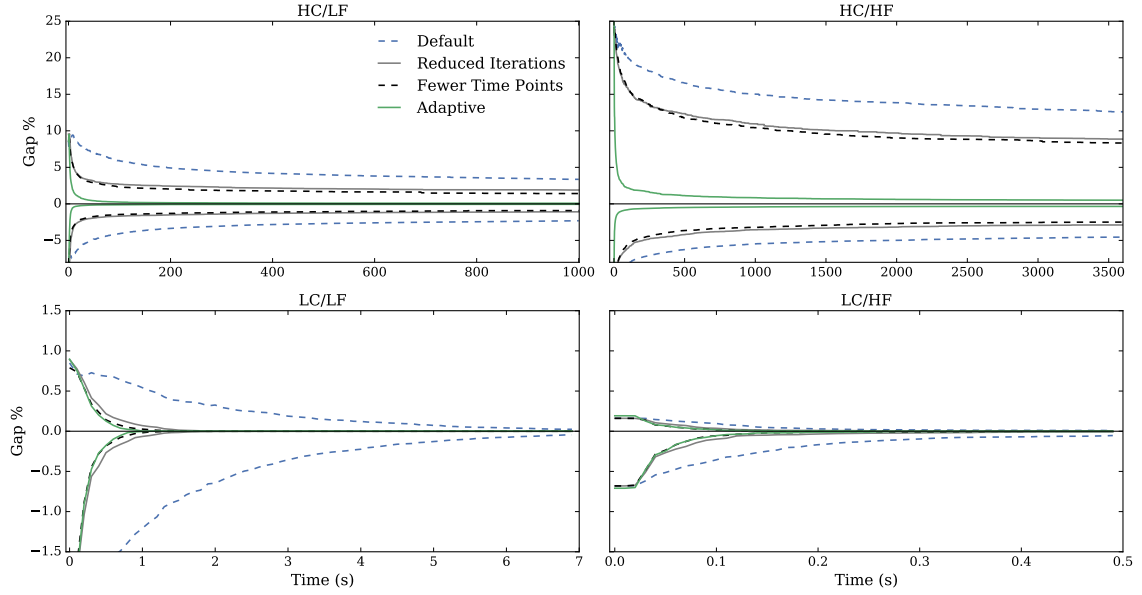 HC/LF
HC/HF
25
20
15
10
5
0
−5
Gap %
Default
Reduced Iterations
Fewer Time Points
Adaptive
0 200 400 600 800 1000
0 500 1000 1500 2000 2500 3000 3500
LC/LF
LC/HF
1.5
1.0
0.5
0.0
−0.5
−1.0
−1.5
Gap %
0 1 2 3 4 5 6 7
0.0 0.1 0.2 0.3 0.4 0.5
Time (s)
Time (s)